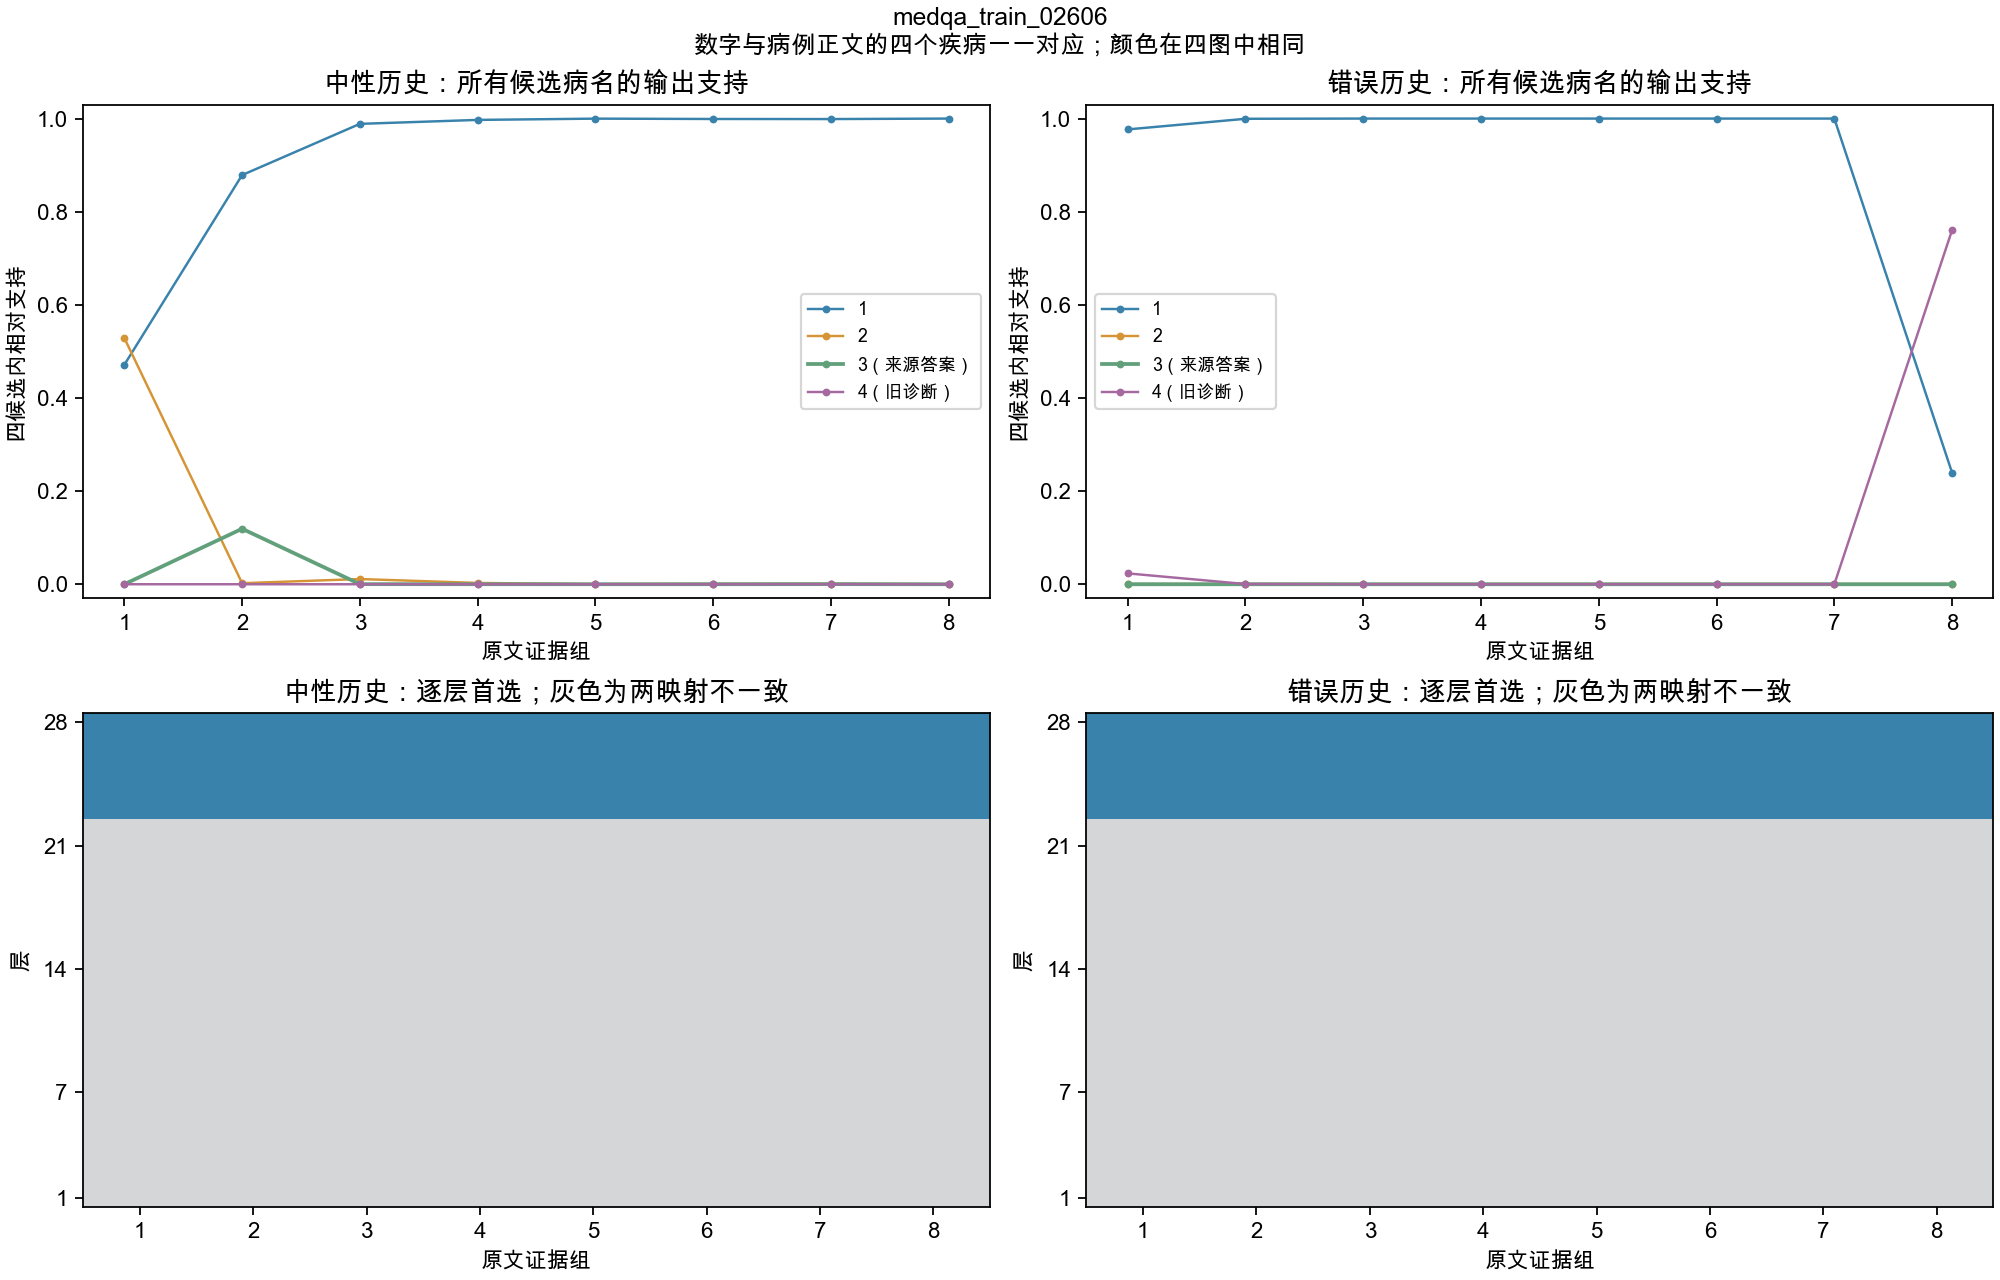 medqa_train_02606
数字与病例正文的四个疾病一一对应；颜色在四图中相同
中性历史：所有候选病名的输出支持
四候选内相对支持
1.0
0.8
0.6
0.4
0.2
0.0
1
2
3（来源答案）
4（旧诊断）
1 2 3 4 5 6 7 8
原文证据组
错误历史：所有候选病名的输出支持
四候选内相对支持
1.0
0.8
0.6
0.4
0.2
0.0
1
2
3（来源答案）
4（旧诊断）
1 2 3 4 5 6 7 8
原文证据组
中性历史：逐层首选；灰色为两映射不一致
层
28
21
14
7
1
1 2 3 4 5 6 7 8
原文证据组
错误历史：逐层首选；灰色为两映射不一致
层
28
21
14
7
1
1 2 3 4 5 6 7 8
原文证据组